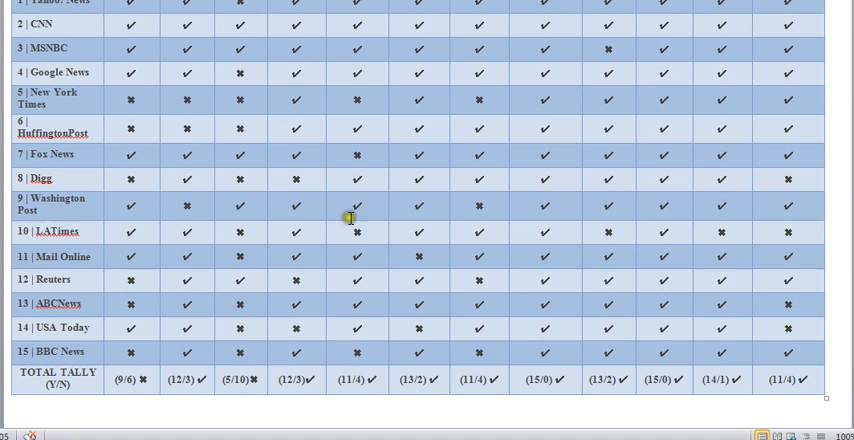 1 | Yahoo! News ✔ ✔ ✖ ✔ ✔ ✔ ✔ ✔ ✔ ✔ ✔ ✔
2 | CNN ✔ ✔ ✔ ✔ ✔ ✔ ✔ ✔ ✔ ✔ ✔ ✔
3 | MSNBC ✔ ✔ ✔ ✔ ✔ ✔ ✔ ✔ ✖ ✔ ✔ ✔
4 | Google News ✔ ✔ ✖ ✔ ✔ ✔ ✔ ✔ ✔ ✔ ✔ ✔
5 | New York
Times ✖ ✖ ✖ ✔ ✖ ✔ ✖ ✔ ✔ ✔ ✔ ✔
6 |
HuffingtonPost ✖ ✖ ✖ ✔ ✔ ✔ ✔ ✔ ✔ ✔ ✔ ✔
7 | Fox News ✔ ✔ ✔ ✔ ✖ ✔ ✔ ✔ ✔ ✔ ✔ ✔
8 | Digg ✖ ✔ ✖ ✖ ✔ ✔ ✔ ✔ ✔ ✔ ✔ ✖
9 | Washington
Post ✔ ✖ ✔ ✔ ✔ ✔ ✖ ✔ ✔ ✔ ✔ ✔
10 | LATimes ✔ ✔ ✖ ✔ ✖ ✔ ✔ ✔ ✖ ✔ ✖ ✖
11 | Mail Online ✔ ✔ ✖ ✔ ✔ ✖ ✔ ✔ ✔ ✔ ✔ ✔
12 | Reuters ✖ ✔ ✔ ✖ ✔ ✔ ✖ ✔ ✔ ✔ ✔ ✔
13 | ABCNews ✖ ✔ ✖ ✔ ✔ ✔ ✔ ✔ ✔ ✔ ✔ ✖
14 | USA Today ✔ ✔ ✖ ✖ ✔ ✖ ✔ ✔ ✔ ✔ ✔ ✖
15 | BBC News ✖ ✔ ✖ ✔ ✖ ✔ ✖ ✔ ✔ ✔ ✔ ✔
TOTAL TALLY
(Y/N) (9/6) ✖ (12/3) ✔ (5/10)✖ (12/3)✔ (11/4) ✔ (13/2) ✔ (11/4) ✔ (15/0) ✔ (13/2) ✔ (15/0) ✔ (14/1) ✔ (11/4) ✔
05 100%